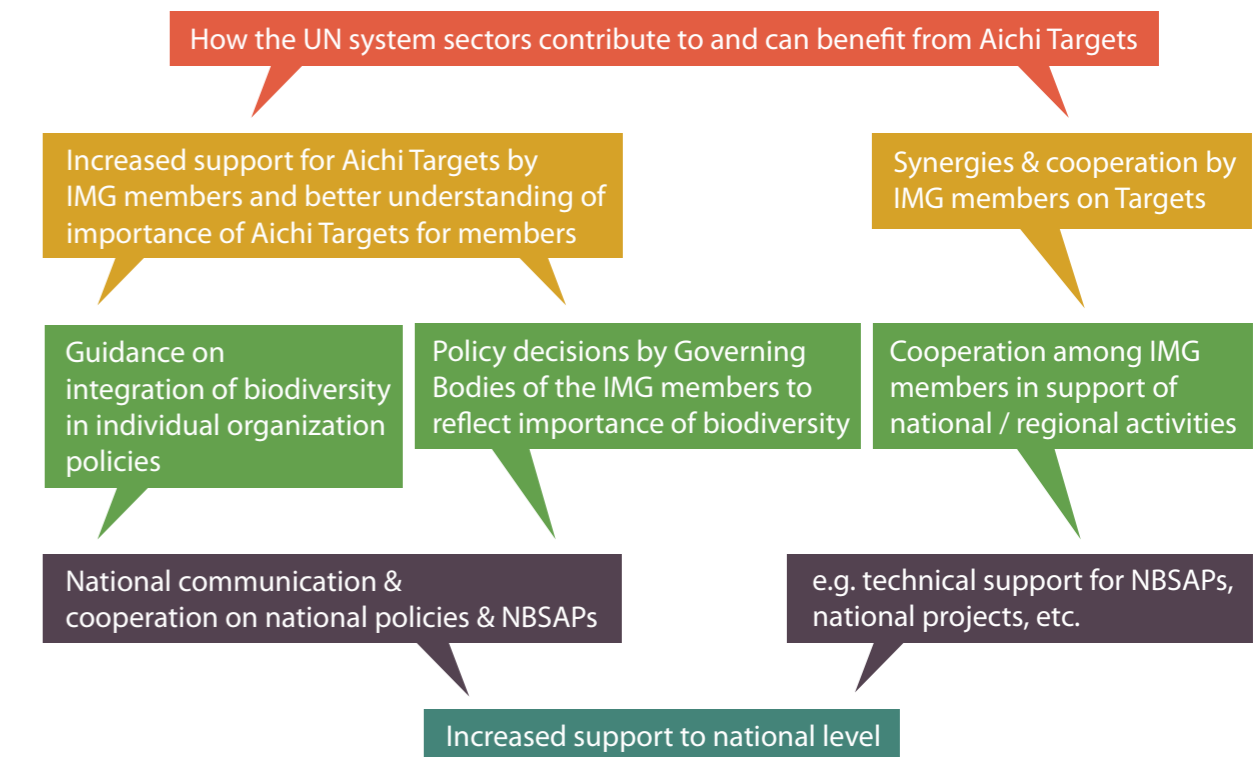 How the UN system sectors contribute to and can benefit from Aichi Targets
Increased support for Aichi Targets by
IMG members and better understanding of
importance of Aichi Targets for members
Synergies & cooperation by
IMG members on Targets
Guidance on
integration of biodiversity
in individual organization
policies
Policy decisions by Governing
Bodies of the IMG members to
reflect importance of biodiversity
Cooperation among IMG
members in support of
national / regional activities
National communication &
cooperation on national policies & NBSAPs
e.g. technical support for NBSAPs,
national projects, etc.
Increased support to national level